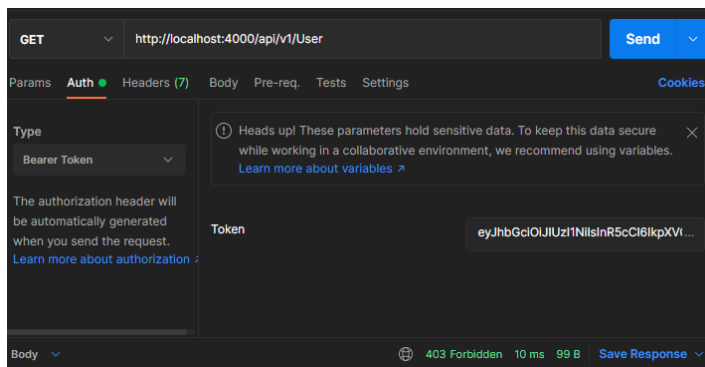 GET http://localhost:4000/api/v1/User Send
Params Auth Headers (7) Body Pre-req. Tests Settings Cookies
Type
Bearer Token
The authorization header will
be automatically generated
when you send the request.
Learn more about authorization ↗
Heads up! These parameters hold sensitive data. To keep this data secure
while working in a collaborative environment, we recommend using variables.
Learn more about variables ↗
Token eyJhbGciOiJIUzI1NiIsInR5cCI6IkpXV(...
Body 403 Forbidden 10 ms 99 B Save Response